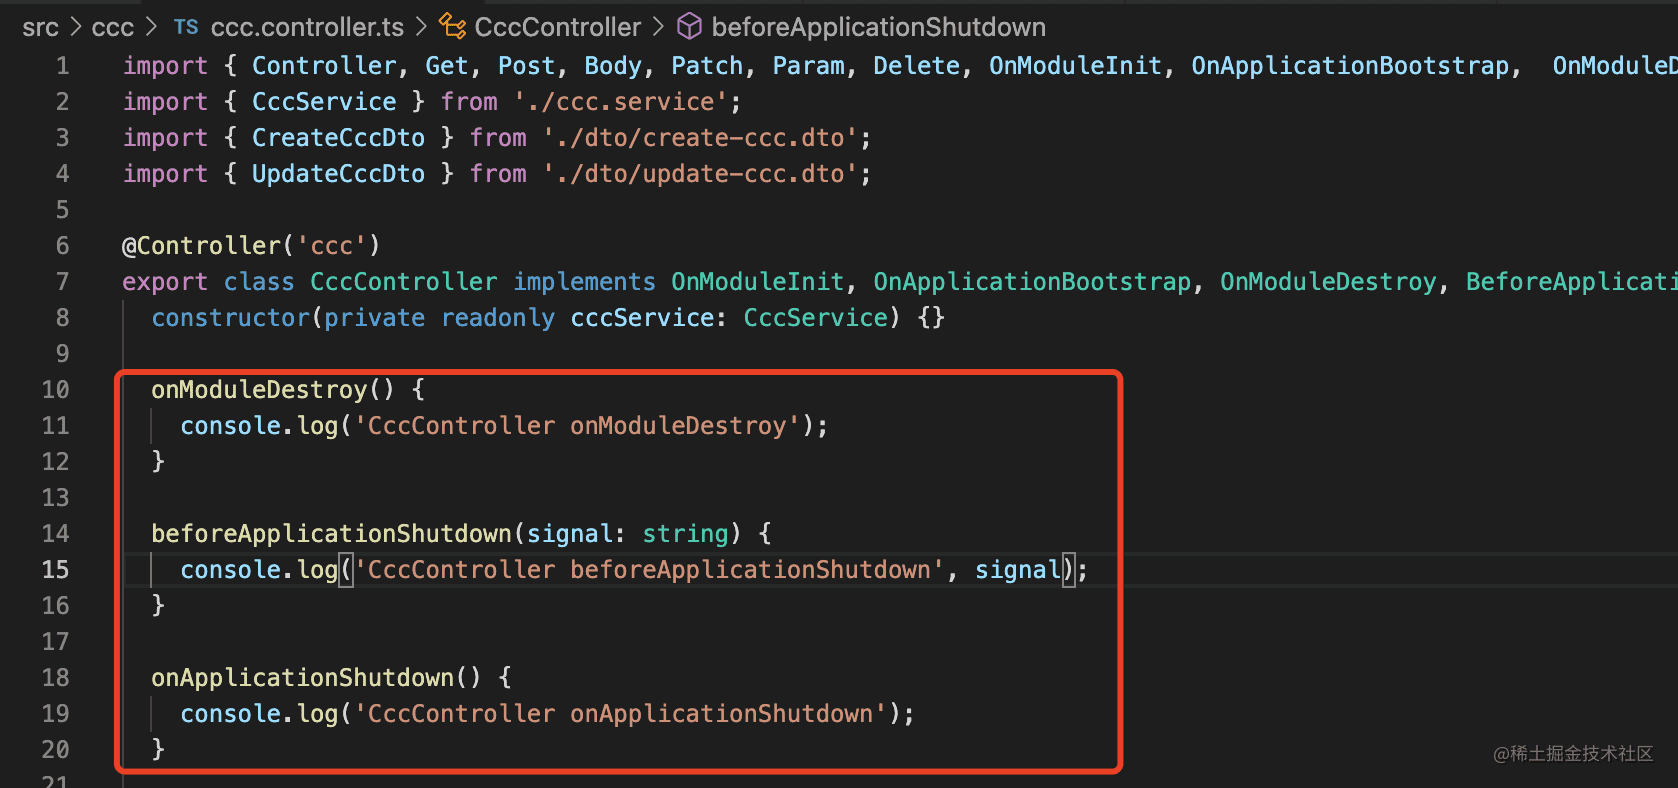 src > ccc > TS ccc.controller.ts > CccController > beforeApplicationShutdown
1 import { Controller, Get, Post, Body, Patch, Param, Delete, OnModuleInit, OnApplicationBootstrap, OnModuleD
2 import { CccService } from './ccc.service';
3 import { CreateCccDto } from './dto/create-ccc.dto';
4 import { UpdateCccDto } from './dto/update-ccc.dto';
5
6 @Controller('ccc')
7 export class CccController implements OnModuleInit, OnApplicationBootstrap, OnModuleDestroy, BeforeApplicati
8 constructor(private readonly cccService: CccService) {}
9
10 onModuleDestroy() {
11 console.log('CccController onModuleDestroy');
12 }
13
14 beforeApplicationShutdown(signal: string) {
15 console.log('CccController beforeApplicationShutdown', signal);
16 }
17
18 onApplicationShutdown() {
19 console.log('CccController onApplicationShutdown');
20 }
21
@稀土掘金技术社区